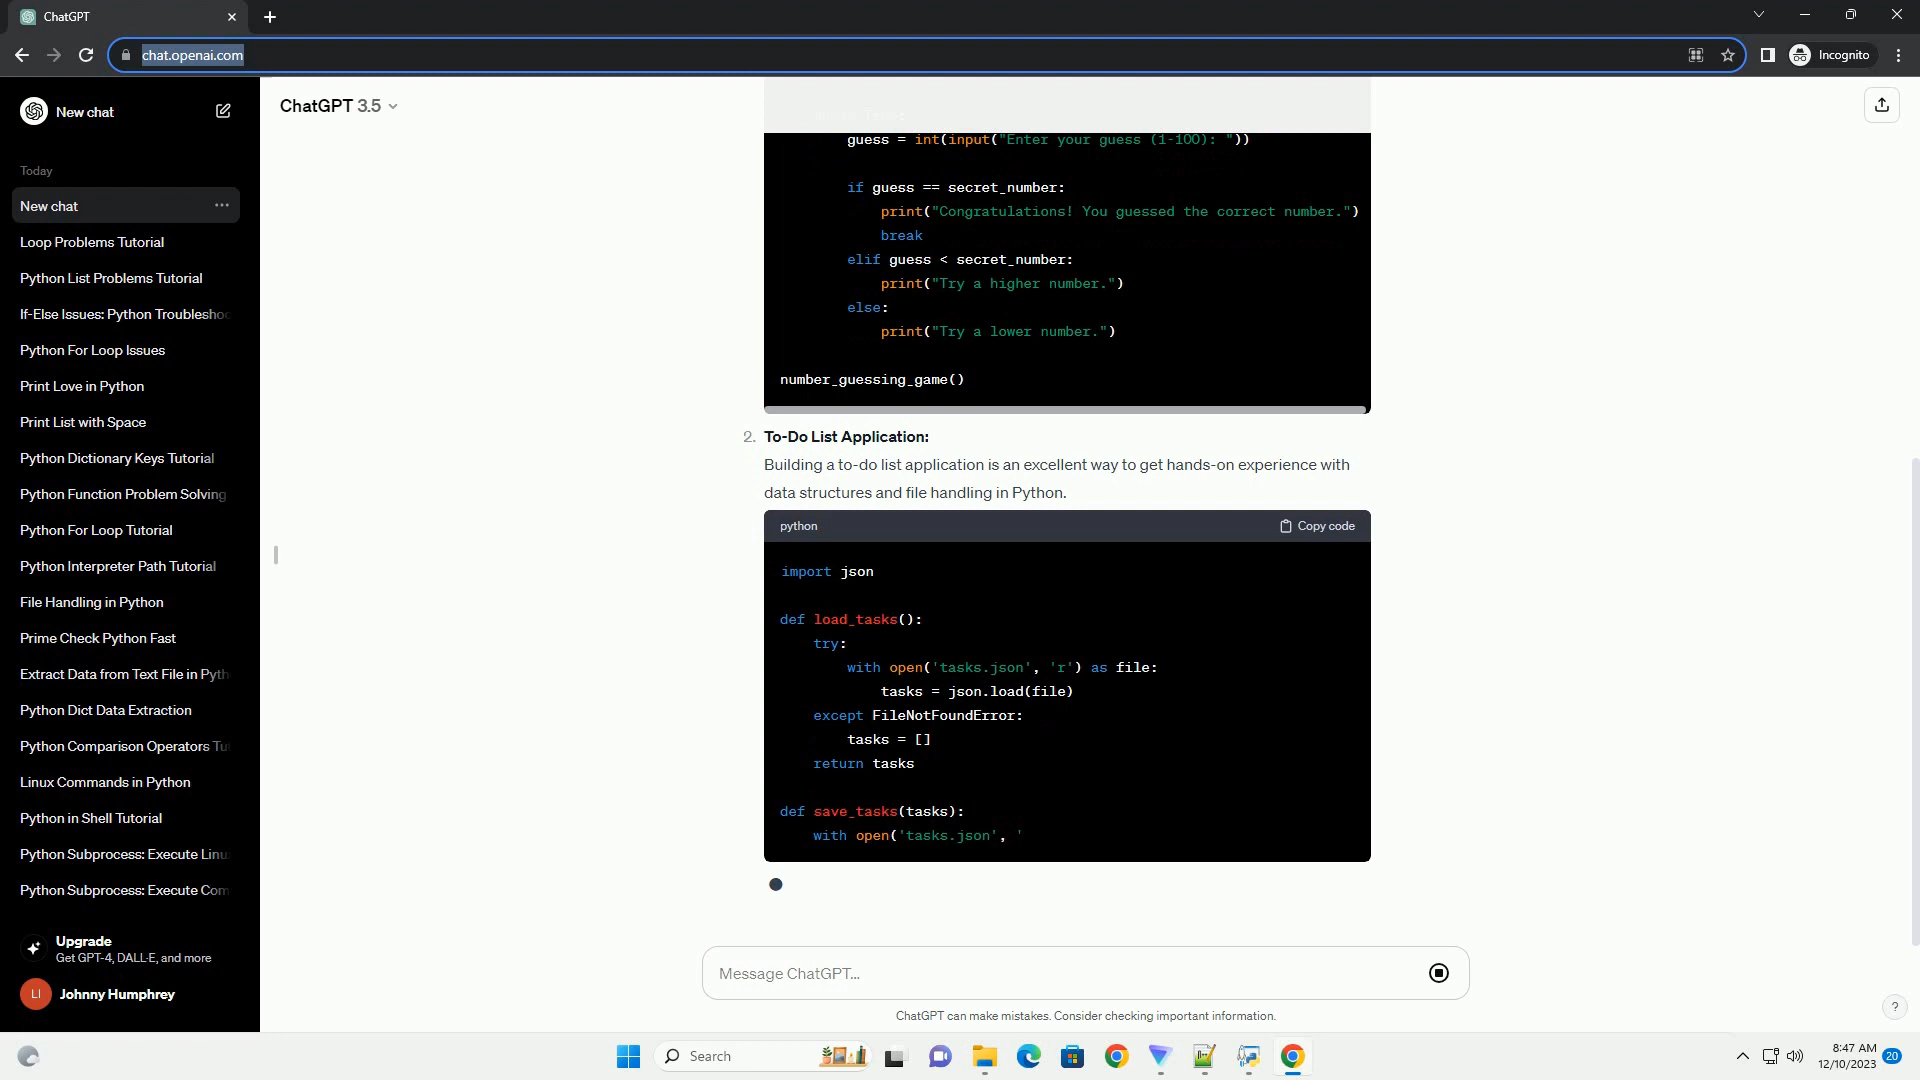 ChatGPT
chat.openai.com
Incognito
New chat
Today
New chat
Loop Problems Tutorial
Python List Problems Tutorial
If-Else Issues: Python Troubleshoo
Python For Loop Issues
Print Love in Python
Print List with Space
Python Dictionary Keys Tutorial
Python Function Problem Solving
Python For Loop Tutorial
Python Interpreter Path Tutorial
File Handling in Python
Prime Check Python Fast
Extract Data from Text File in Pyth
Python Dict Data Extraction
Python Comparison Operators Tu
Linux Commands in Python
Python in Shell Tutorial
Python Subprocess: Execute Linu
Python Subprocess: Execute Com
Upgrade
Get GPT-4, DALL·E, and more
LI
Johnny Humphrey
ChatGPT 3.5
guess = int(input("Enter your guess (1-100): "))
if guess == secret_number:
print("Congratulations! You guessed the correct number.")
break
elif guess < secret_number:
print("Try a higher number.")
else:
print("Try a lower number.")
number_guessing_game()
2. To-Do List Application:
Building a to-do list application is an excellent way to get hands-on experience with
data structures and file handling in Python.
python
Copy code
import json
def load_tasks():
try:
with open('tasks.json', 'r') as file:
tasks = json.load(file)
except FileNotFoundError:
tasks = []
return tasks
def save_tasks(tasks):
with open('tasks.json', '
Message ChatGPT...
ChatGPT can make mistakes. Consider checking important information.
?
Search
8:47 AM
12/10/2023
20